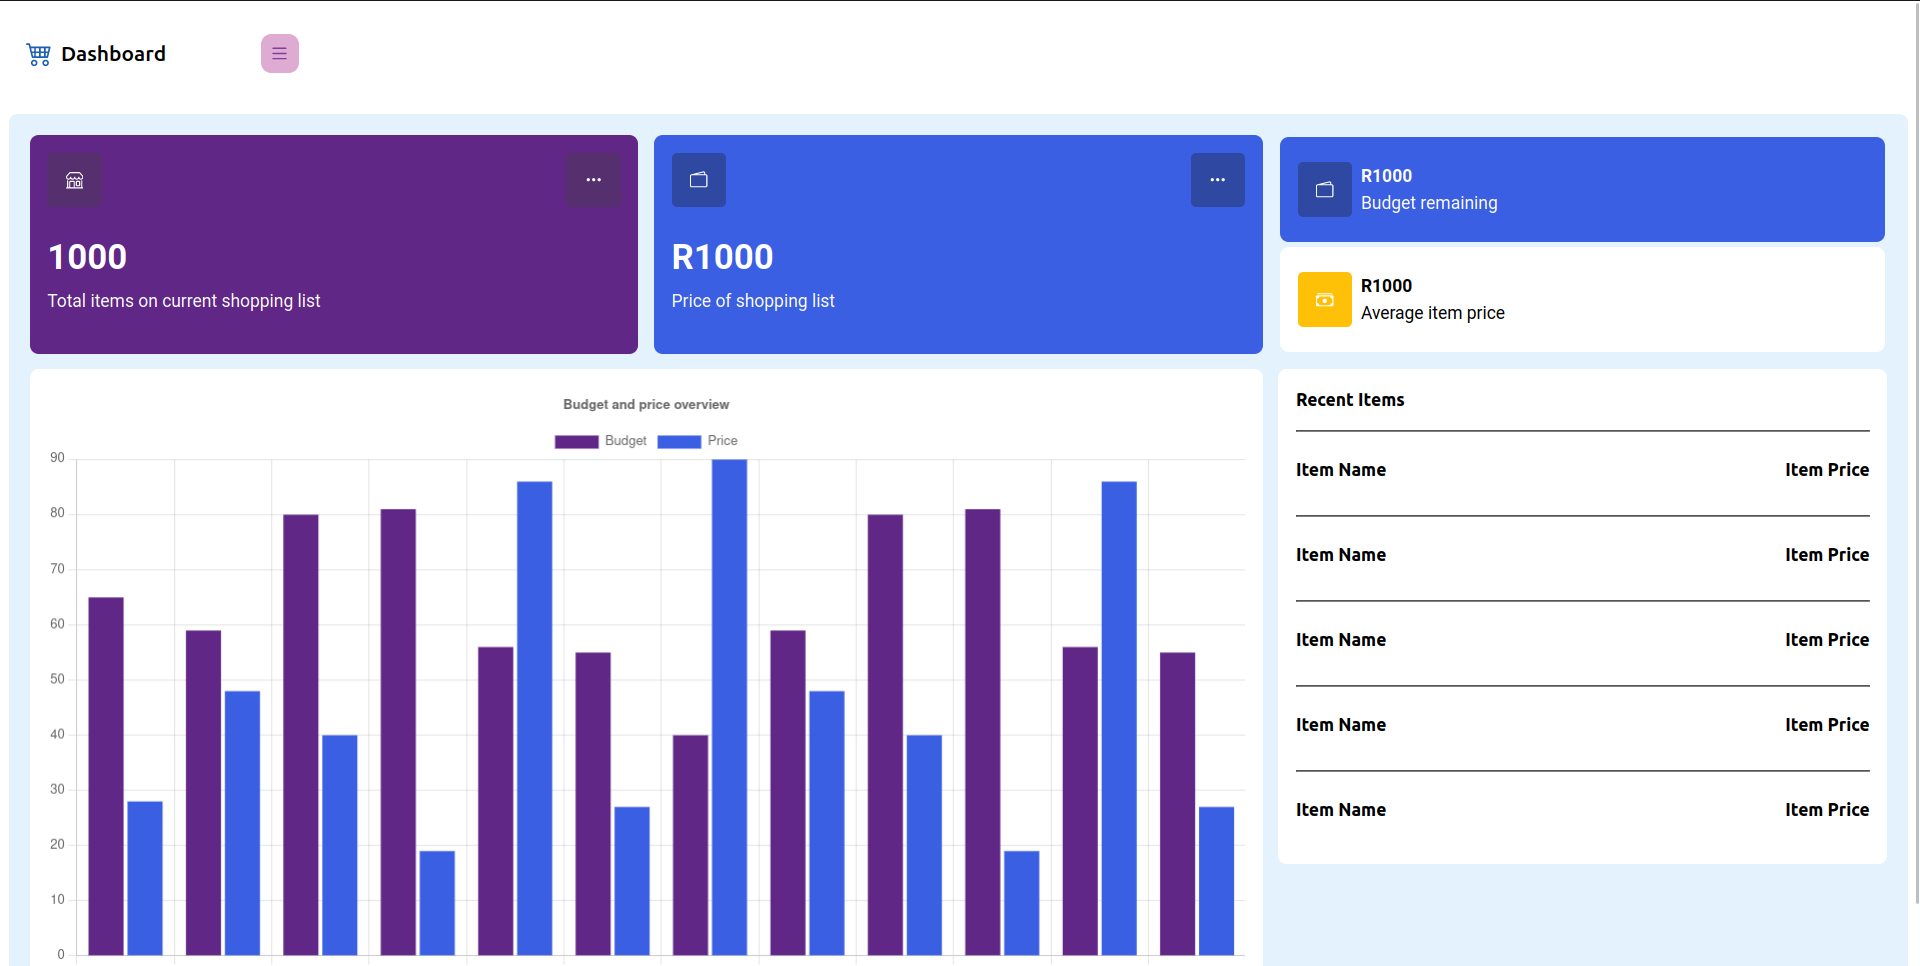 Dashboard
1000
Total items on current shopping list
R1000
Price of shopping list
R1000
Budget remaining
R1000
Average item price
Budget and price overview
Budget Price
90
80
70
60
50
40
30
20
10
0
Recent Items
Item Name Item Price
Item Name Item Price
Item Name Item Price
Item Name Item Price
Item Name Item Price